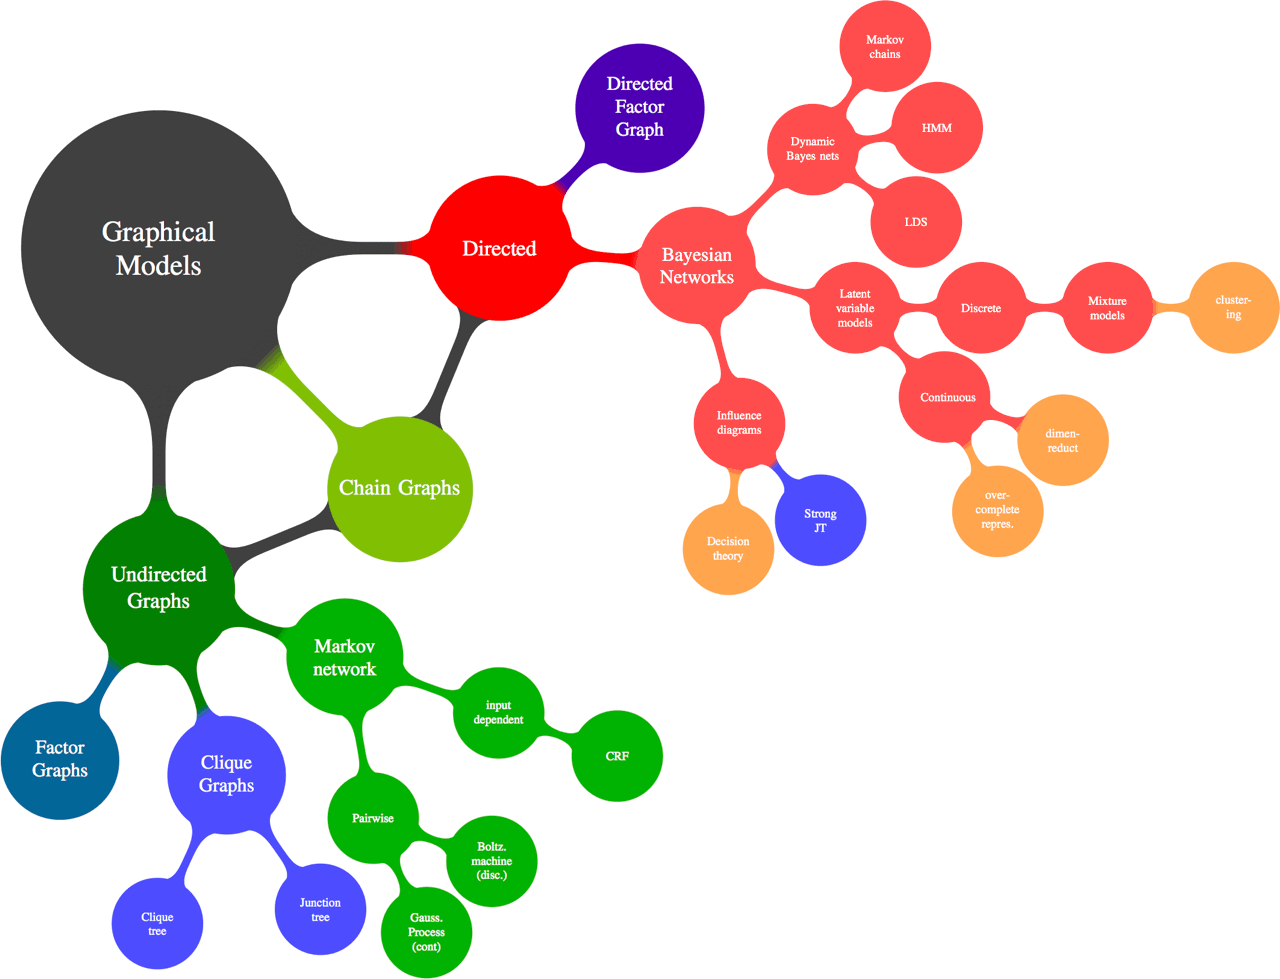 Markov
chains
Directed
Factor
Graph
HMM
Dynamic
Bayes nets
LDS
Graphical
Models
Directed
Bayesian
Networks
Latent
variable
models
Discrete
Mixture
models
cluster-
ing
Continuous
Influence
diagrams
dimen-
reduct
Chain Graphs
over-
complete
repres.
Strong
JT
Decision
theory
Undirected
Graphs
Markov
network
input
dependent
Factor
Graphs
CRF
Clique
Graphs
Pairwise
Boltz.
machine
(disc.)
Junction
tree
Clique
tree
Gauss.
Process
(cont)